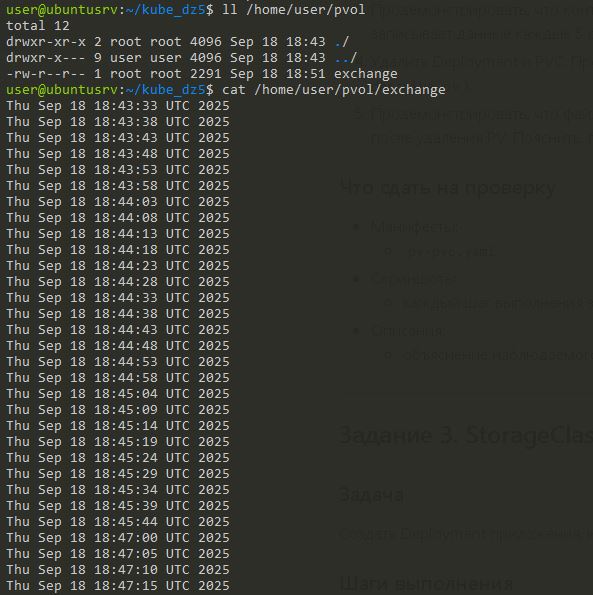 user@ubuntusrv:~/kube_dz5$ ll /home/user/pvol
total 12
drwxr-xr-x 2 root root 4096 Sep 18 18:43 ./
drwxr-x--- 9 user user 4096 Sep 18 18:43 ../
-rw-r--r-- 1 root root 2291 Sep 18 18:51 exchange
user@ubuntusrv:~/kube_dz5$ cat /home/user/pvol/exchange
Thu Sep 18 18:43:33 UTC 2025
Thu Sep 18 18:43:38 UTC 2025
Thu Sep 18 18:43:43 UTC 2025
Thu Sep 18 18:43:48 UTC 2025
Thu Sep 18 18:43:53 UTC 2025
Thu Sep 18 18:43:58 UTC 2025
Thu Sep 18 18:44:03 UTC 2025
Thu Sep 18 18:44:08 UTC 2025
Thu Sep 18 18:44:13 UTC 2025
Thu Sep 18 18:44:18 UTC 2025
Thu Sep 18 18:44:23 UTC 2025
Thu Sep 18 18:44:28 UTC 2025
Thu Sep 18 18:44:33 UTC 2025
Thu Sep 18 18:44:38 UTC 2025
Thu Sep 18 18:44:43 UTC 2025
Thu Sep 18 18:44:48 UTC 2025
Thu Sep 18 18:44:53 UTC 2025
Thu Sep 18 18:44:58 UTC 2025
Thu Sep 18 18:45:04 UTC 2025
Thu Sep 18 18:45:09 UTC 2025
Thu Sep 18 18:45:14 UTC 2025
Thu Sep 18 18:45:19 UTC 2025
Thu Sep 18 18:45:24 UTC 2025
Thu Sep 18 18:45:29 UTC 2025
Thu Sep 18 18:45:34 UTC 2025
Thu Sep 18 18:45:39 UTC 2025
Thu Sep 18 18:45:44 UTC 2025
Thu Sep 18 18:47:00 UTC 2025
Thu Sep 18 18:47:05 UTC 2025
Thu Sep 18 18:47:10 UTC 2025
Thu Sep 18 18:47:15 UTC 2025
Продемонстрировать, что
записывает данные каждые 5
Удалить Deployment и PVC.
5. Продемонстрировать, что
после удаления PV. Пояснить,
Что сдать на проверку
Манифесты:
pv-pvc.yaml
Скриншоты:
каждый шаг выполнения
Описания:
объяснение
Задание 3.
Задача
Создать Deployment приложения,
Шаги выполнения